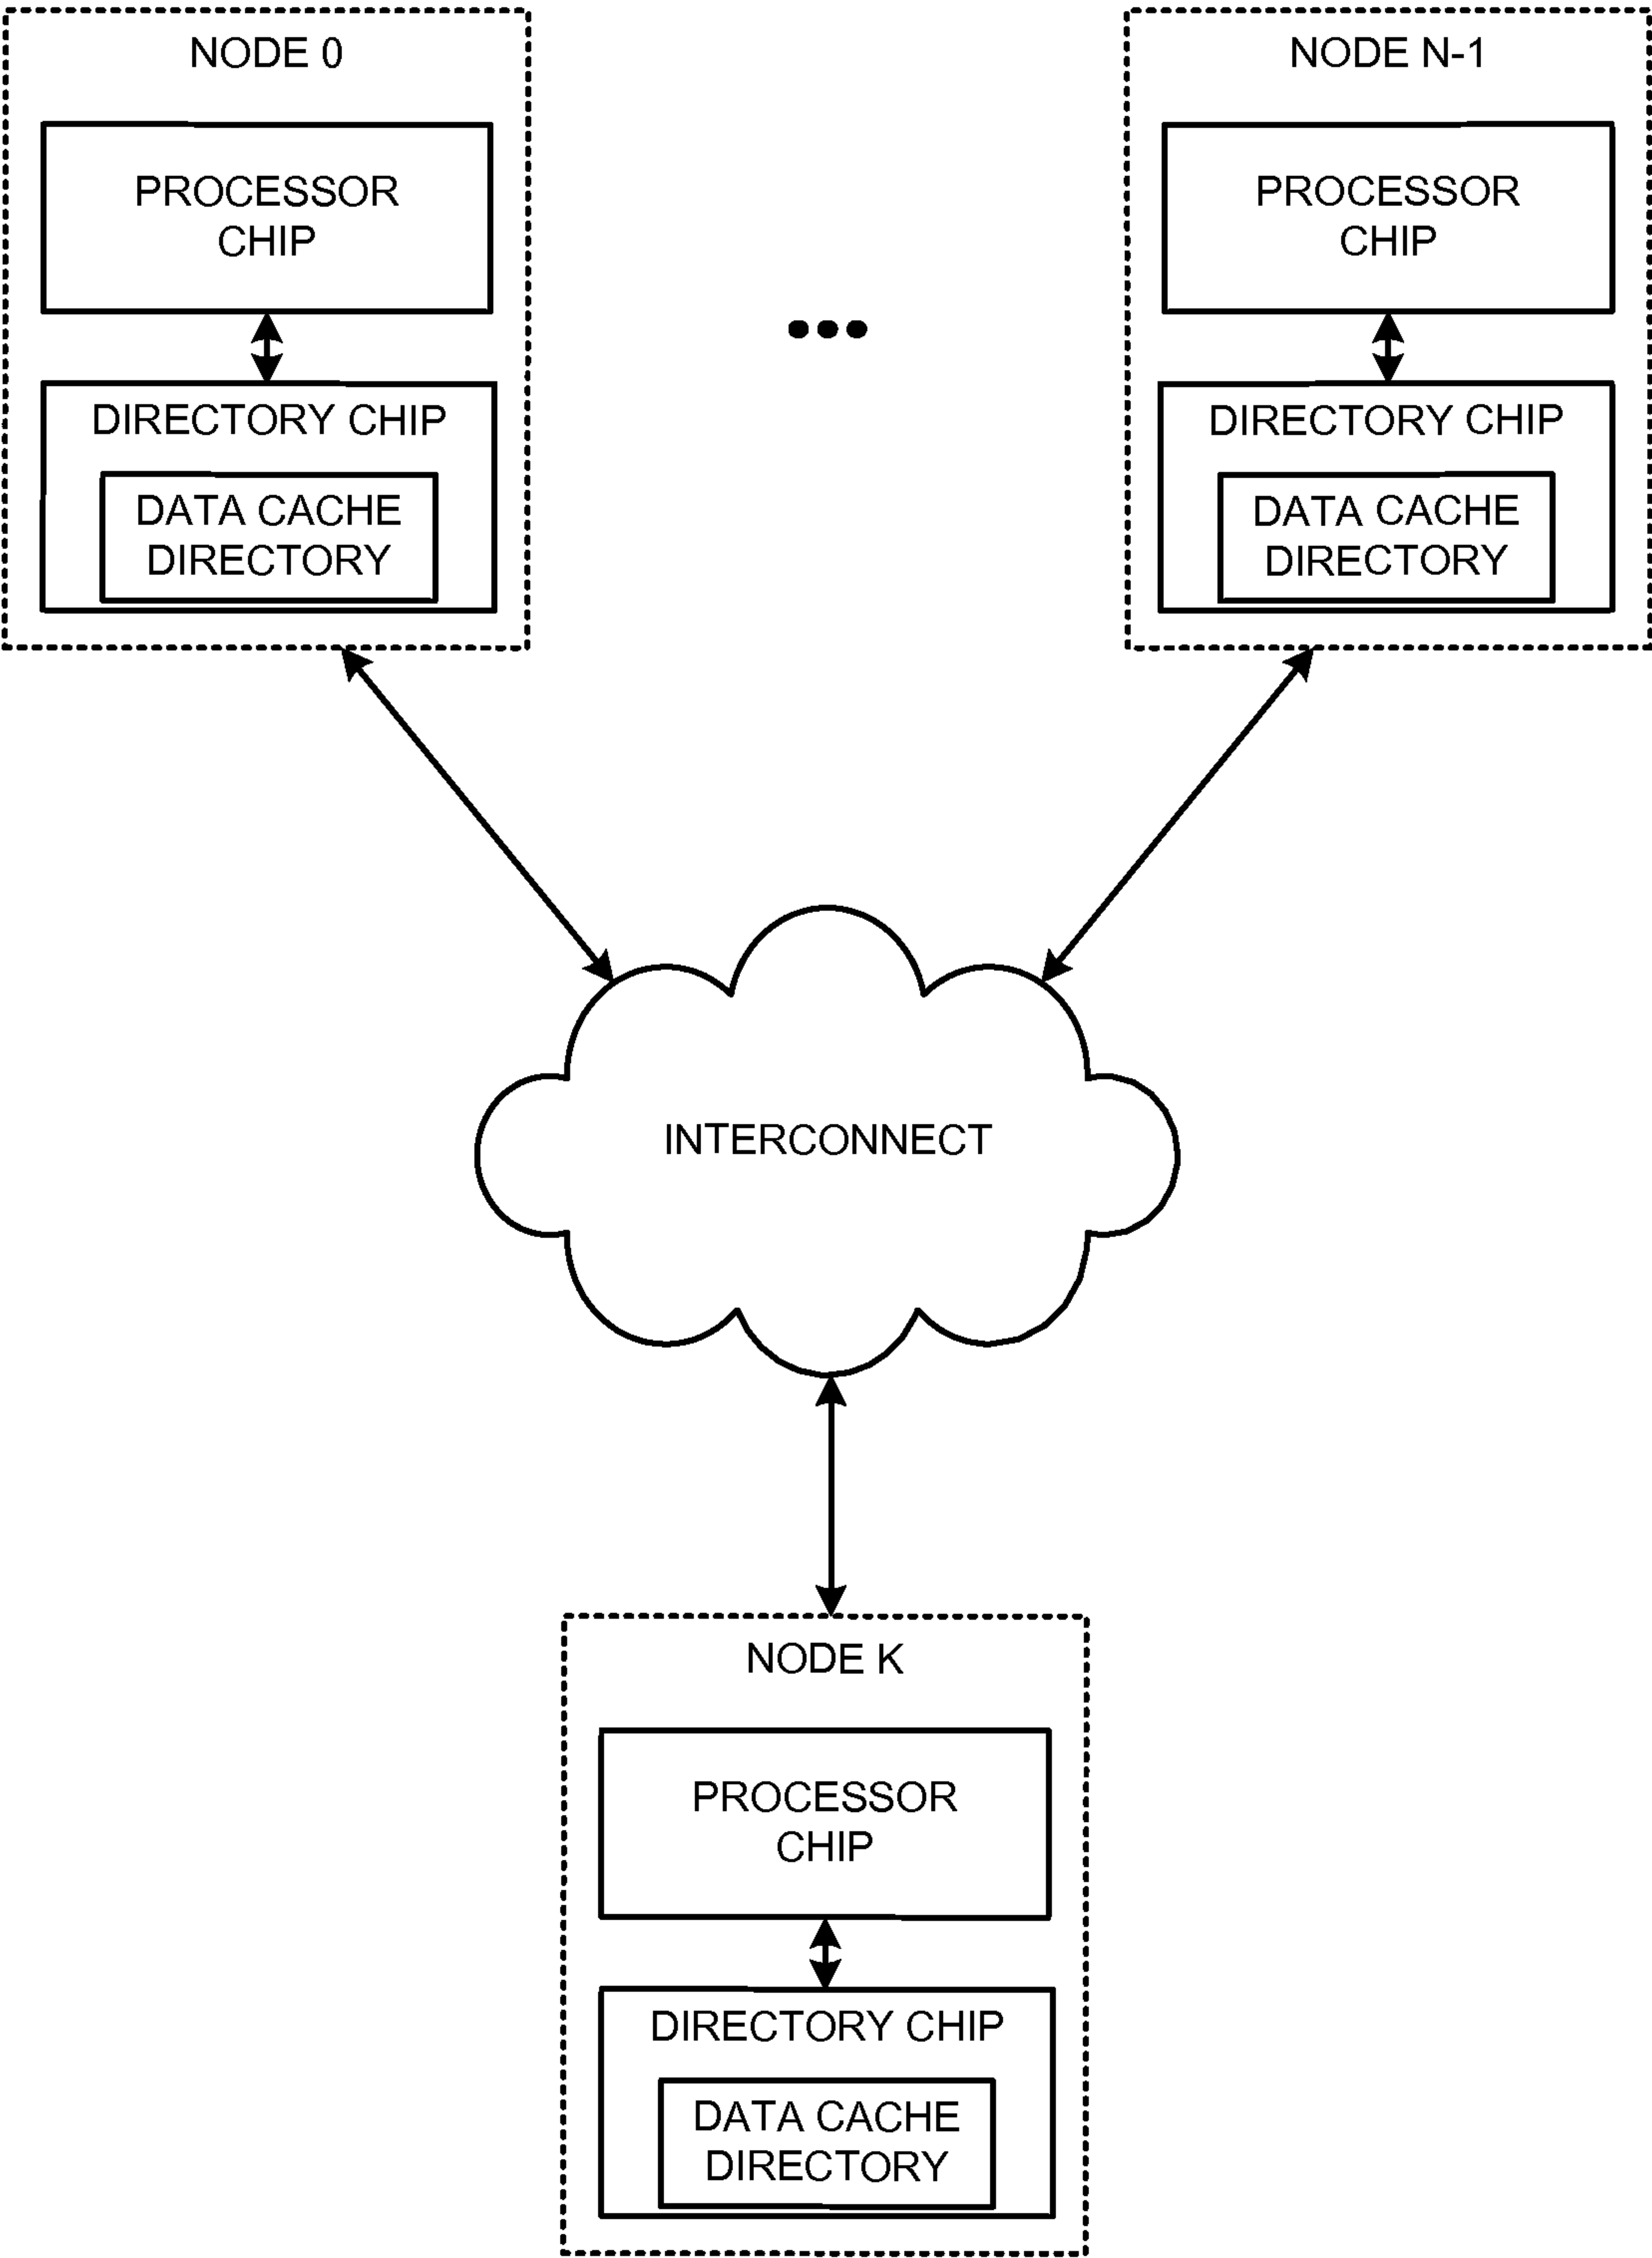 NODE 0
PROCESSOR
CHIP
DIRECTORY CHIP
DATA CACHE
DIRECTORY
NODE N-1
PROCESSOR
CHIP
DIRECTORY CHIP
DATA CACHE
DIRECTORY
INTERCONNECT
NODE K
PROCESSOR
CHIP
DIRECTORY CHIP
DATA CACHE
DIRECTORY